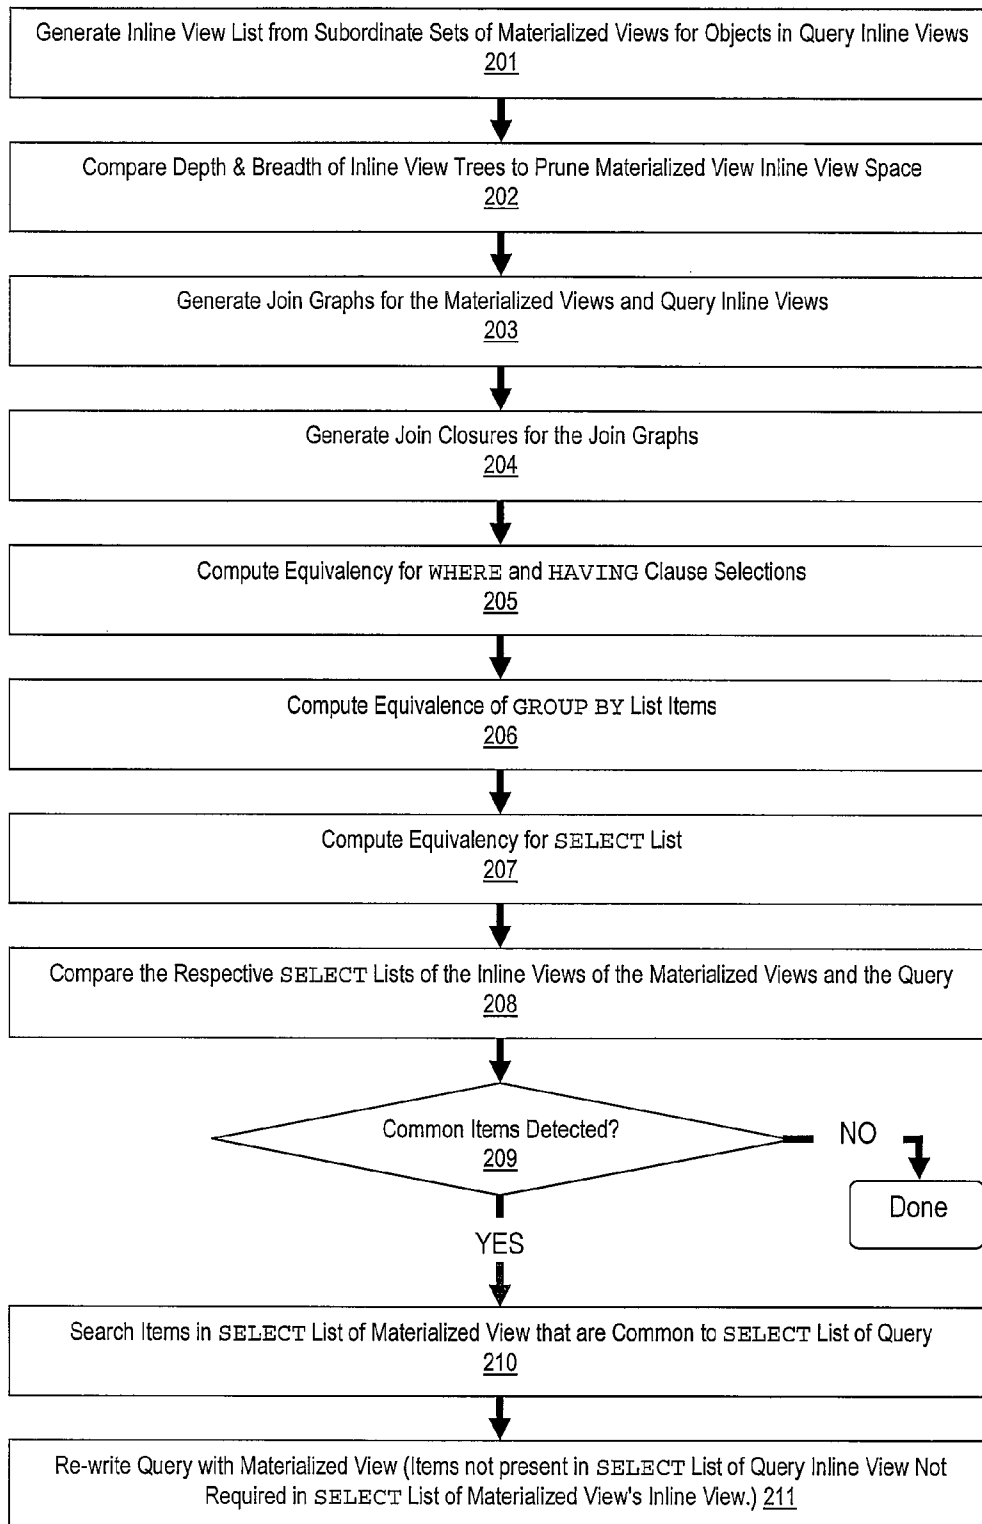 Generate Inline View List from Subordinate Sets of Materialized Views for Objects in Query Inline Views
201
Compare Depth & Breadth of Inline View Trees to Prune Materialized View Inline View Space
202
Generate Join Graphs for the Materialized Views and Query Inline Views
203
Generate Join Closures for the Join Graphs
204
Compute Equivalency for WHERE and HAVING Clause Selections
205
Compute Equivalence of GROUP BY List Items
206
Compute Equivalency for SELECT List
207
Compare the Respective SELECT Lists of the Inline Views of the Materialized Views and the Query
208
Common Items Detected?
209
NO
Done
YES
Search Items in SELECT List of Materialized View that are Common to SELECT List of Query
210
Re-write Query with Materialized View (Items not present in SELECT List of Query Inline View Not
Required in SELECT List of Materialized View's Inline View.) 211